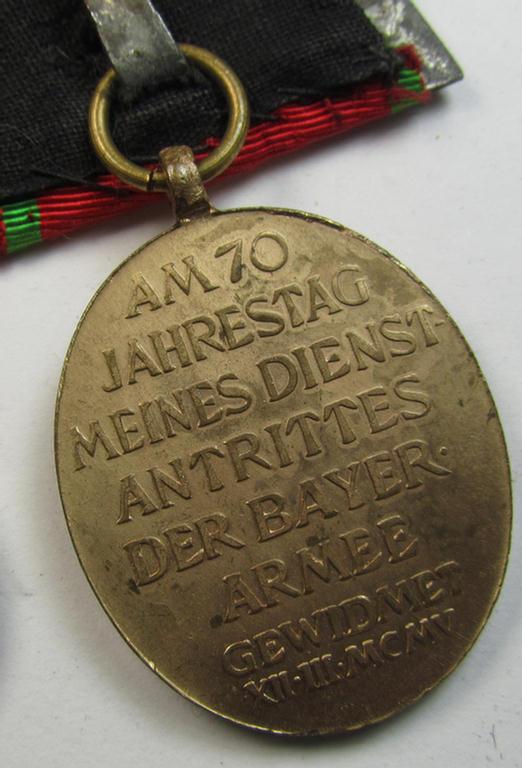 AM 70
JAHRESTAG
MEINES DIENST-
ANTRITTES
DER BAYER·
ARMEE
GEWIDMET
XII·III·MCMV